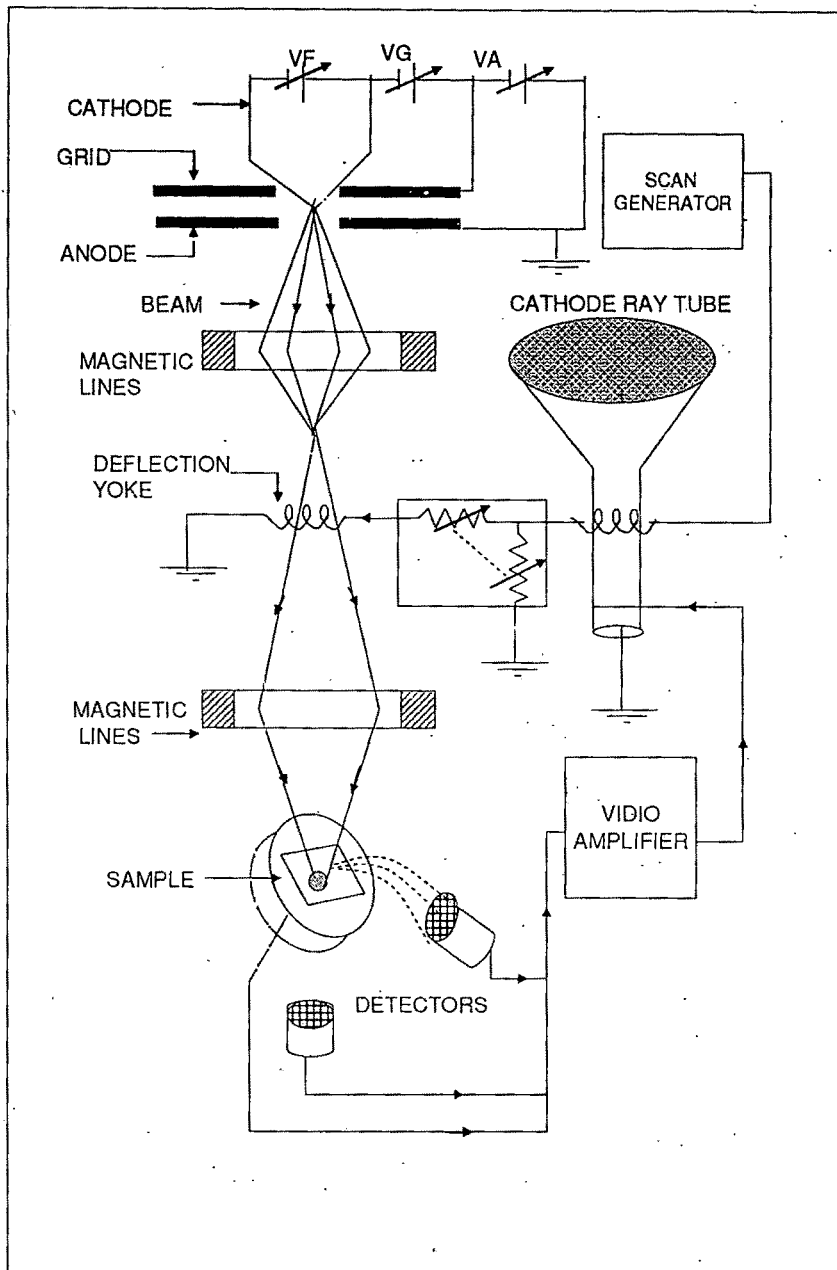 VF
VG
VA
CATHODE
GRID
ANODE
BEAM
MAGNETIC
LINES
SCAN
GENERATOR
CATHODE RAY TUBE
DEFLECTION
YOKE
MAGNETIC
LINES
SAMPLE
DETECTORS
VIDIO
AMPLIFIER